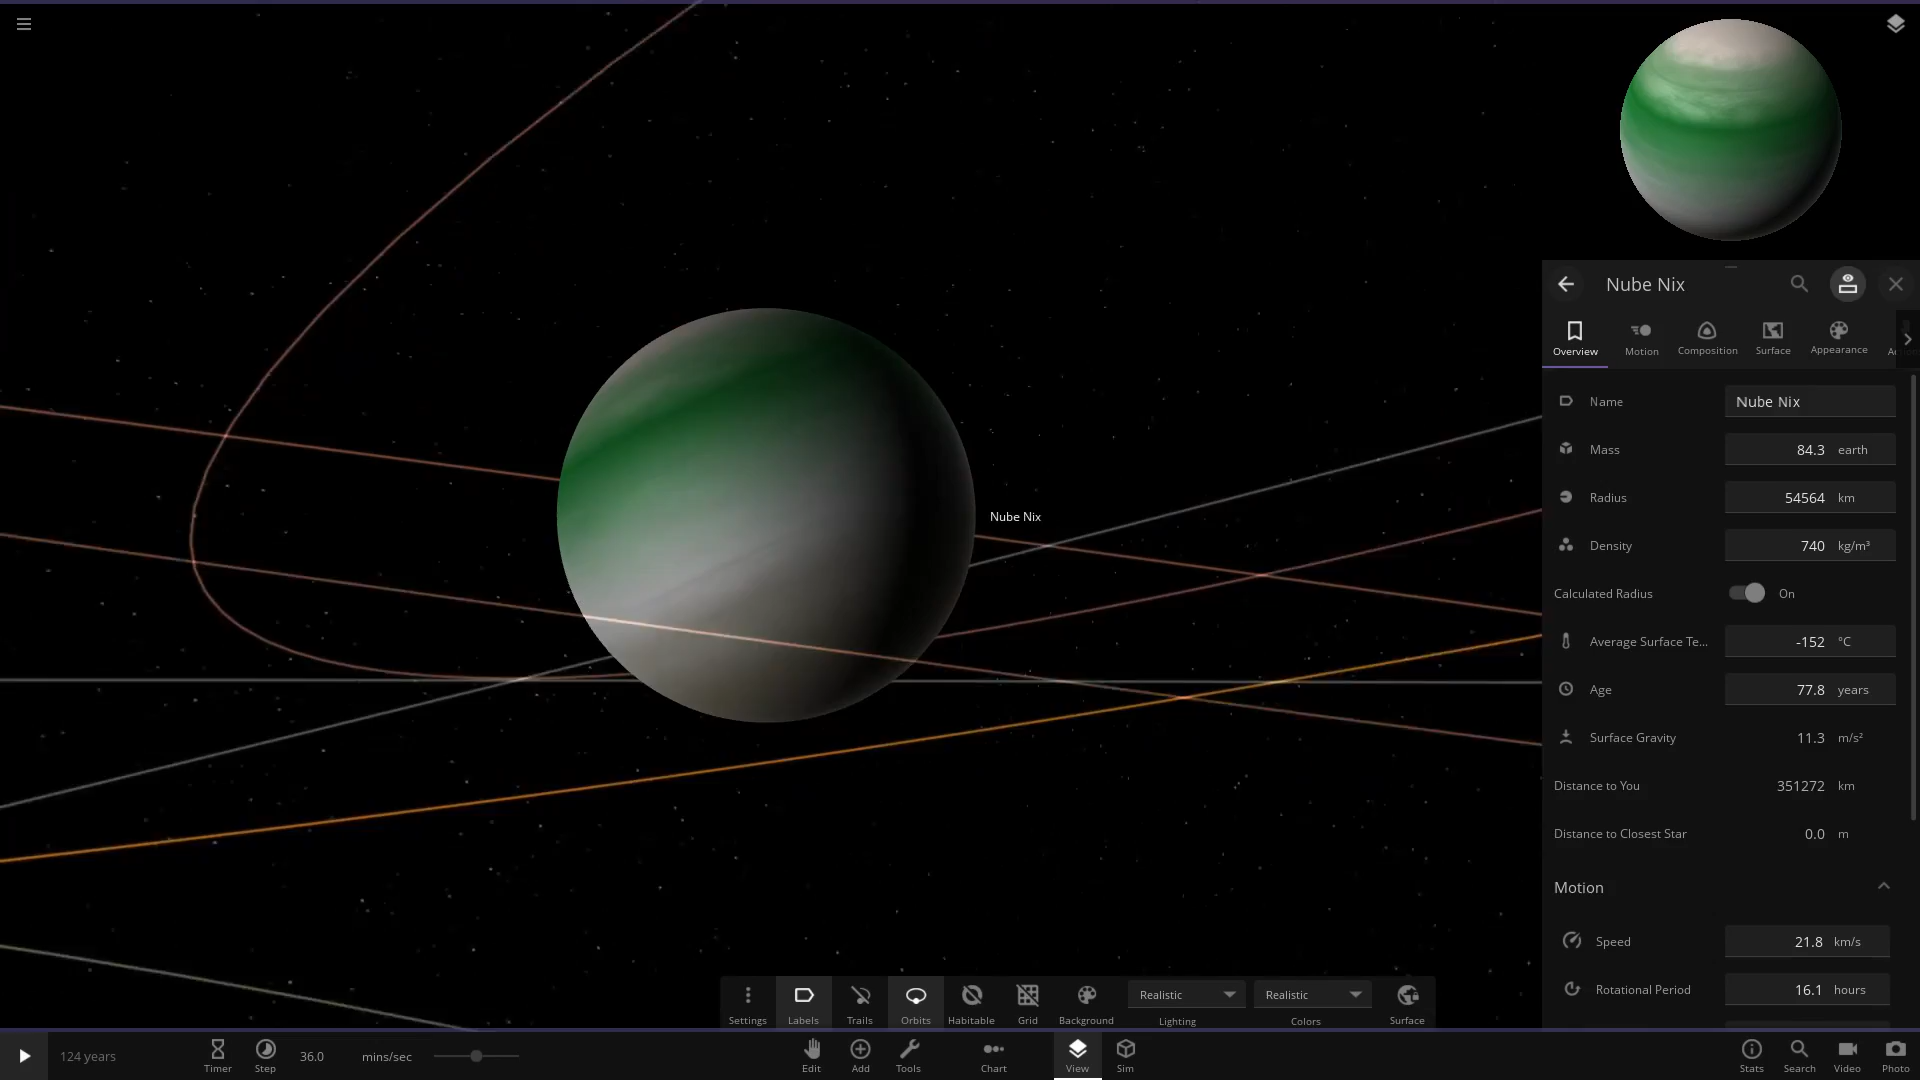 Nube Nix
Nube Nix
Overview
Motion
Composition
Surface
Appearance
Name Nube Nix
Mass 84.3 earth
Radius 54564 km
Density 740 kg/m³
Calculated Radius On
Average Surface Te... -152 °C
Age 77.8 years
Surface Gravity 11.3 m/s²
Distance to You 351272 km
Distance to Closest Star 0.0 m
Motion
Speed 21.8 km/s
Rotational Period 16.1 hours
Settings Labels Trails Orbits Habitable Grid Background
Realistic Realistic
Lighting Colors Surface
124 years
Timer Step 36.0 mins/sec
Edit Add Tools Chart View Sim
Stats Search Video Photo